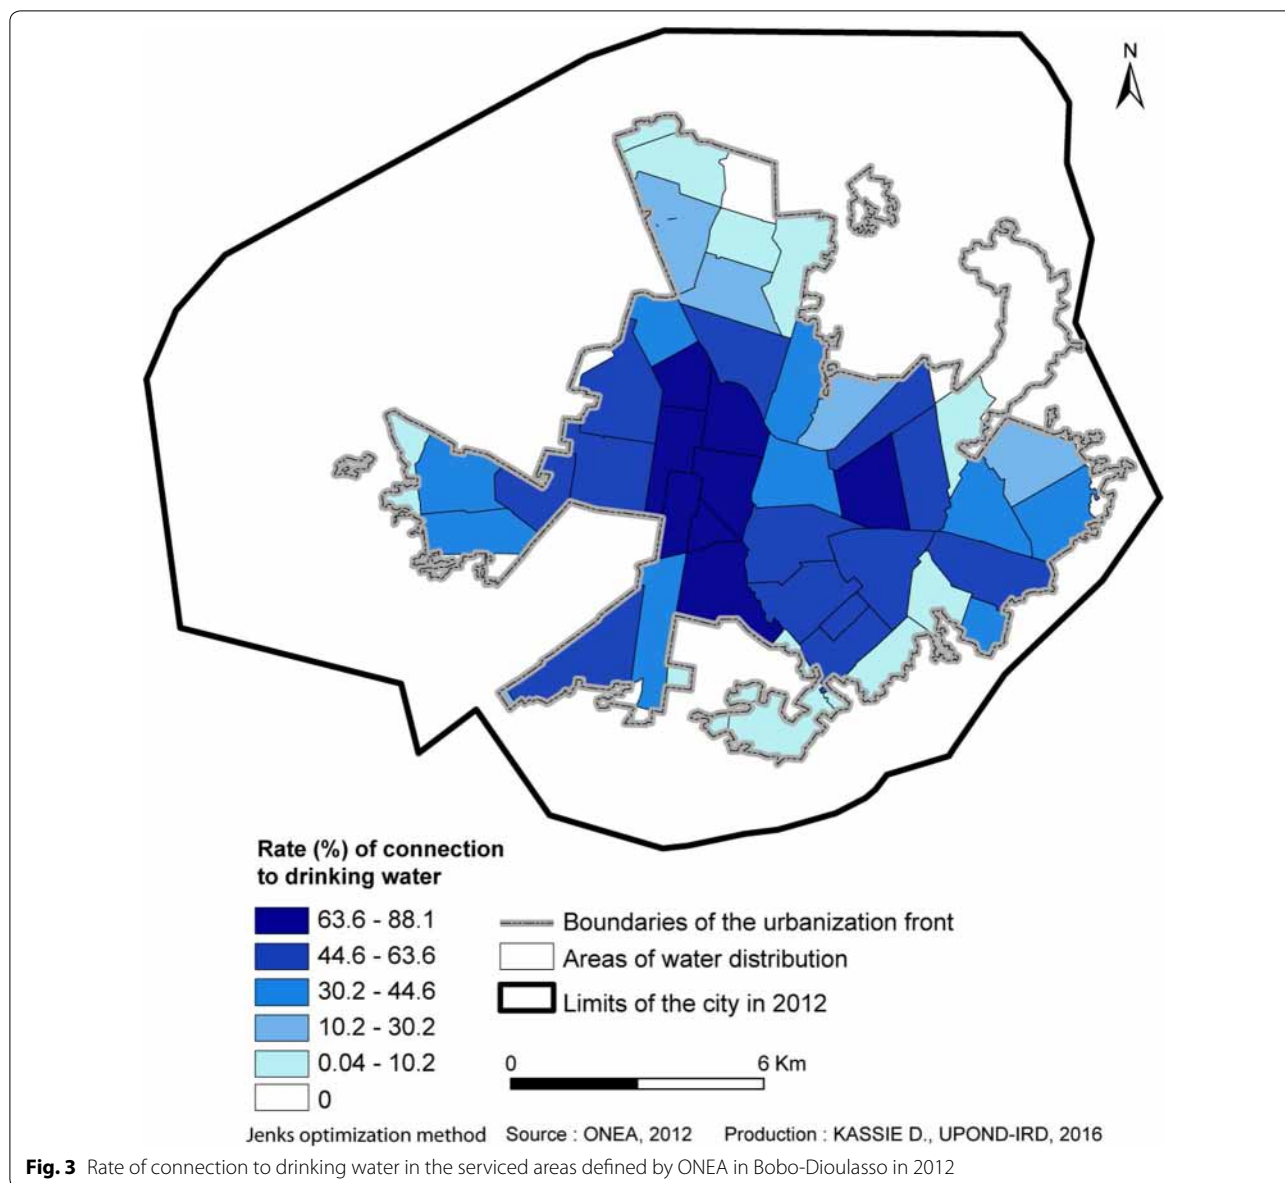 N
Rate (%) of connection
to drinking water
63.6 - 88.1
44.6 - 63.6
30.2 - 44.6
10.2 - 30.2
0.04 - 10.2
0
Boundaries of the urbanization front
Areas of water distribution
Limits of the city in 2012
0 6 Km
Jenks optimization method Source : ONEA, 2012 Production : KASSIE D., UPOND-IRD, 2016
Fig. 3 Rate of connection to drinking water in the serviced areas defined by ONEA in Bobo-Dioulasso in 2012